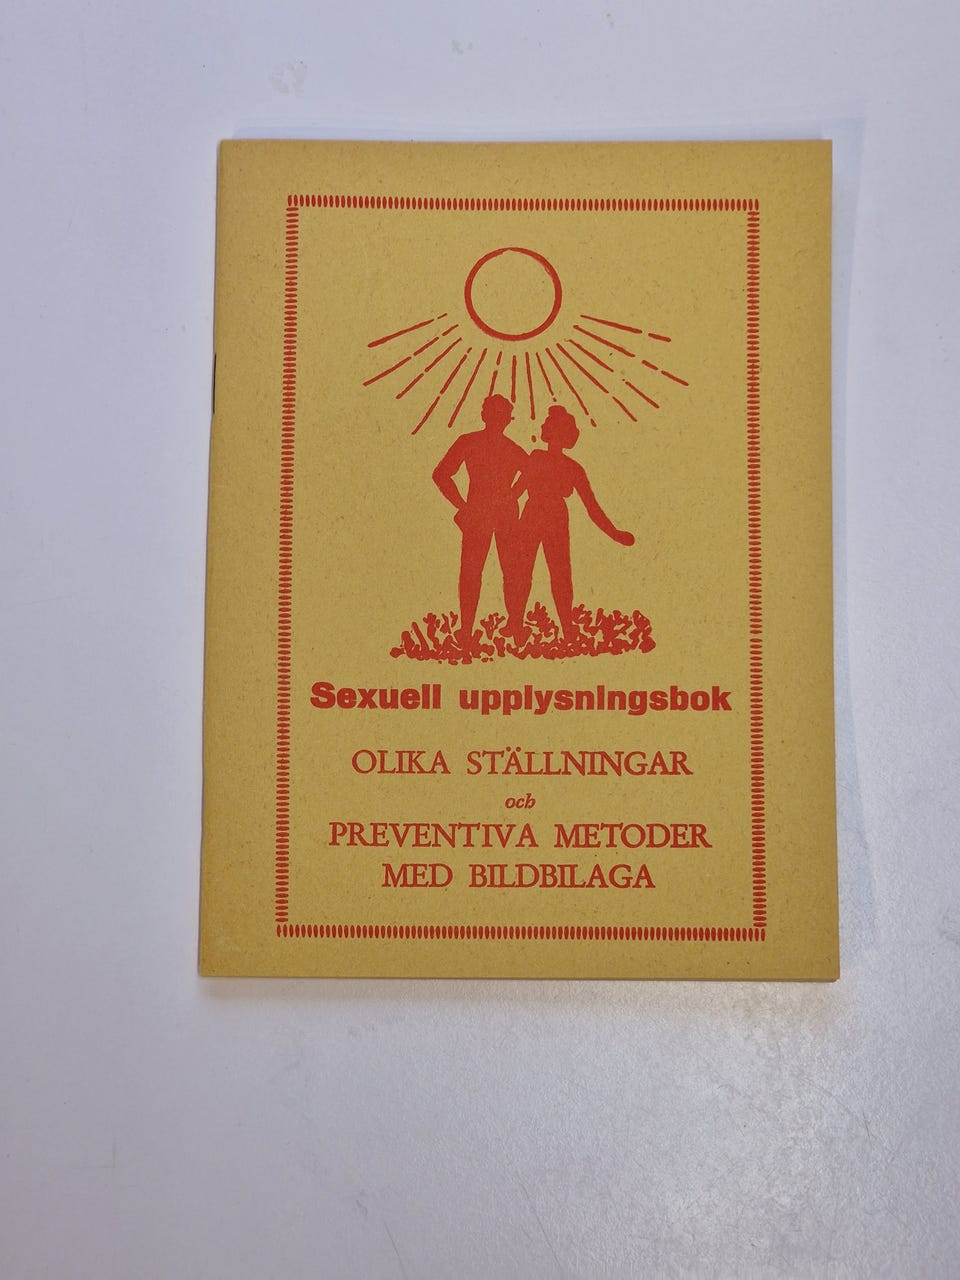 Sexuell upplysningsbok
OLIKA STÄLLNINGAR
och
PREVENTIVA METODER
MED BILDBILAGA